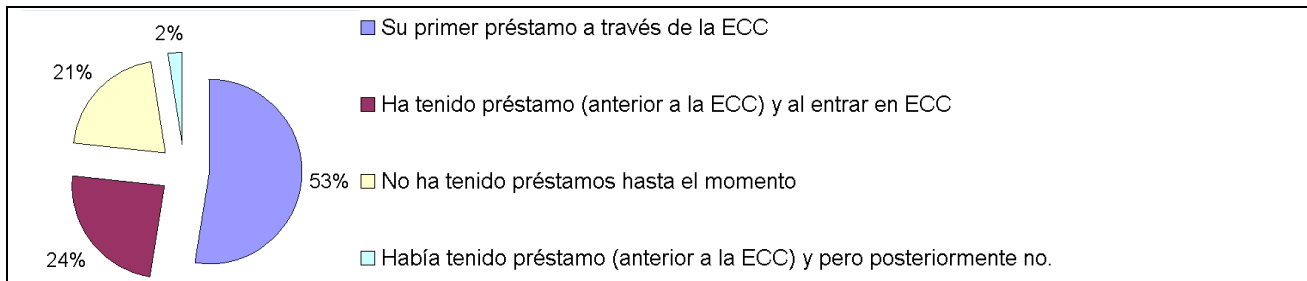 2%
Su primer préstamo a través de la ECC
21%
Ha tenido préstamo (anterior a la ECC) y al entrar en ECC
53%
No ha tenido préstamos hasta el momento
24%
Había tenido préstamo (anterior a la ECC) y pero posteriormente no.